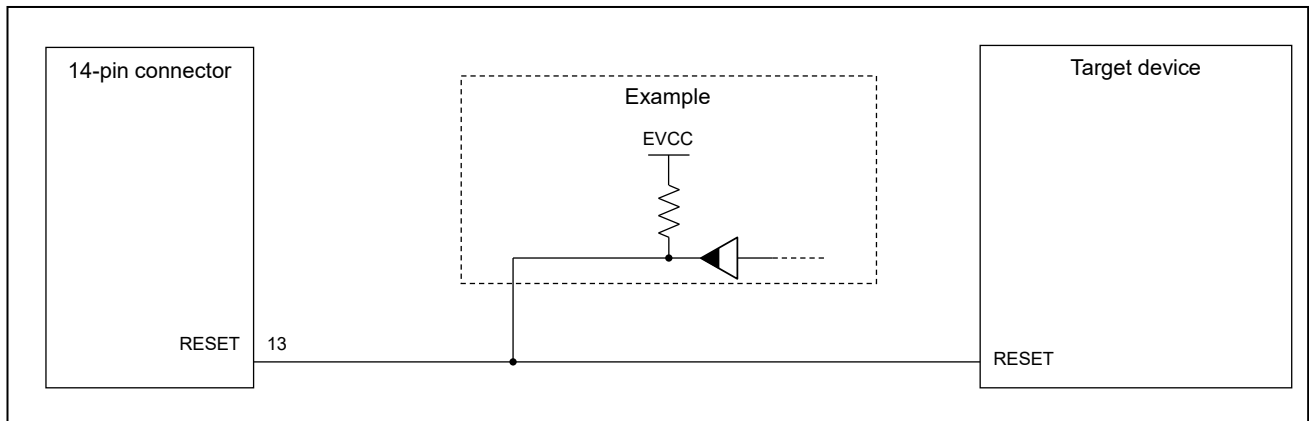 14-pin connector
Example
Target device
EVCC
RESET 13
RESET